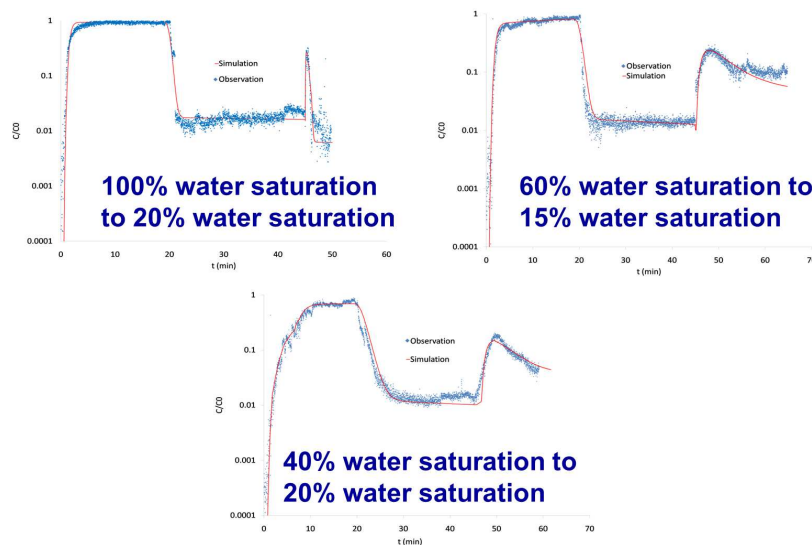 1
0.1
0.01
0.001
0.0001
C/C0
0 10 20 30 40 50 60
t (min)
Simulation
Observation
100% water saturation
to 20% water saturation
1
0.1
0.01
0.001
0.0001
C/C0
0 10 20 30 40 50 60 70
t (min)
Observation
Simulation
60% water saturation to
15% water saturation
1
0.1
0.01
0.001
0.0001
C/C0
0 10 20 30 40 50 60 70
t (min)
Observation
Simulation
40% water saturation to
20% water saturation